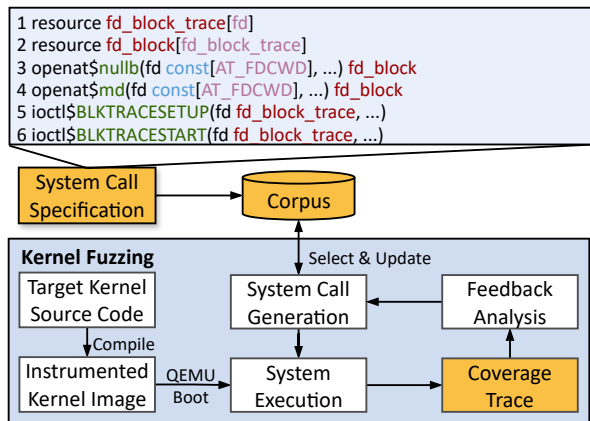 1 resource fd_block_trace[fd]
2 resource fd_block[fd_block_trace]
3 openat$nullb(fd const[AT_FDCWD], ...) fd_block
4 openat$md(fd const[AT_FDCWD], ...) fd_block
5 ioctl$BLKTRACESETUP(fd fd_block_trace, ...)
6 ioctl$BLKTRACESTART(fd fd_block_trace, ...)
System Call
Specification
Corpus
Kernel Fuzzing
Select & Update
Target Kernel
Source Code
System Call
Generation
Feedback
Analysis
Compile
Instrumented
Kernel Image
QEMU
Boot
System
Execution
Coverage
Trace